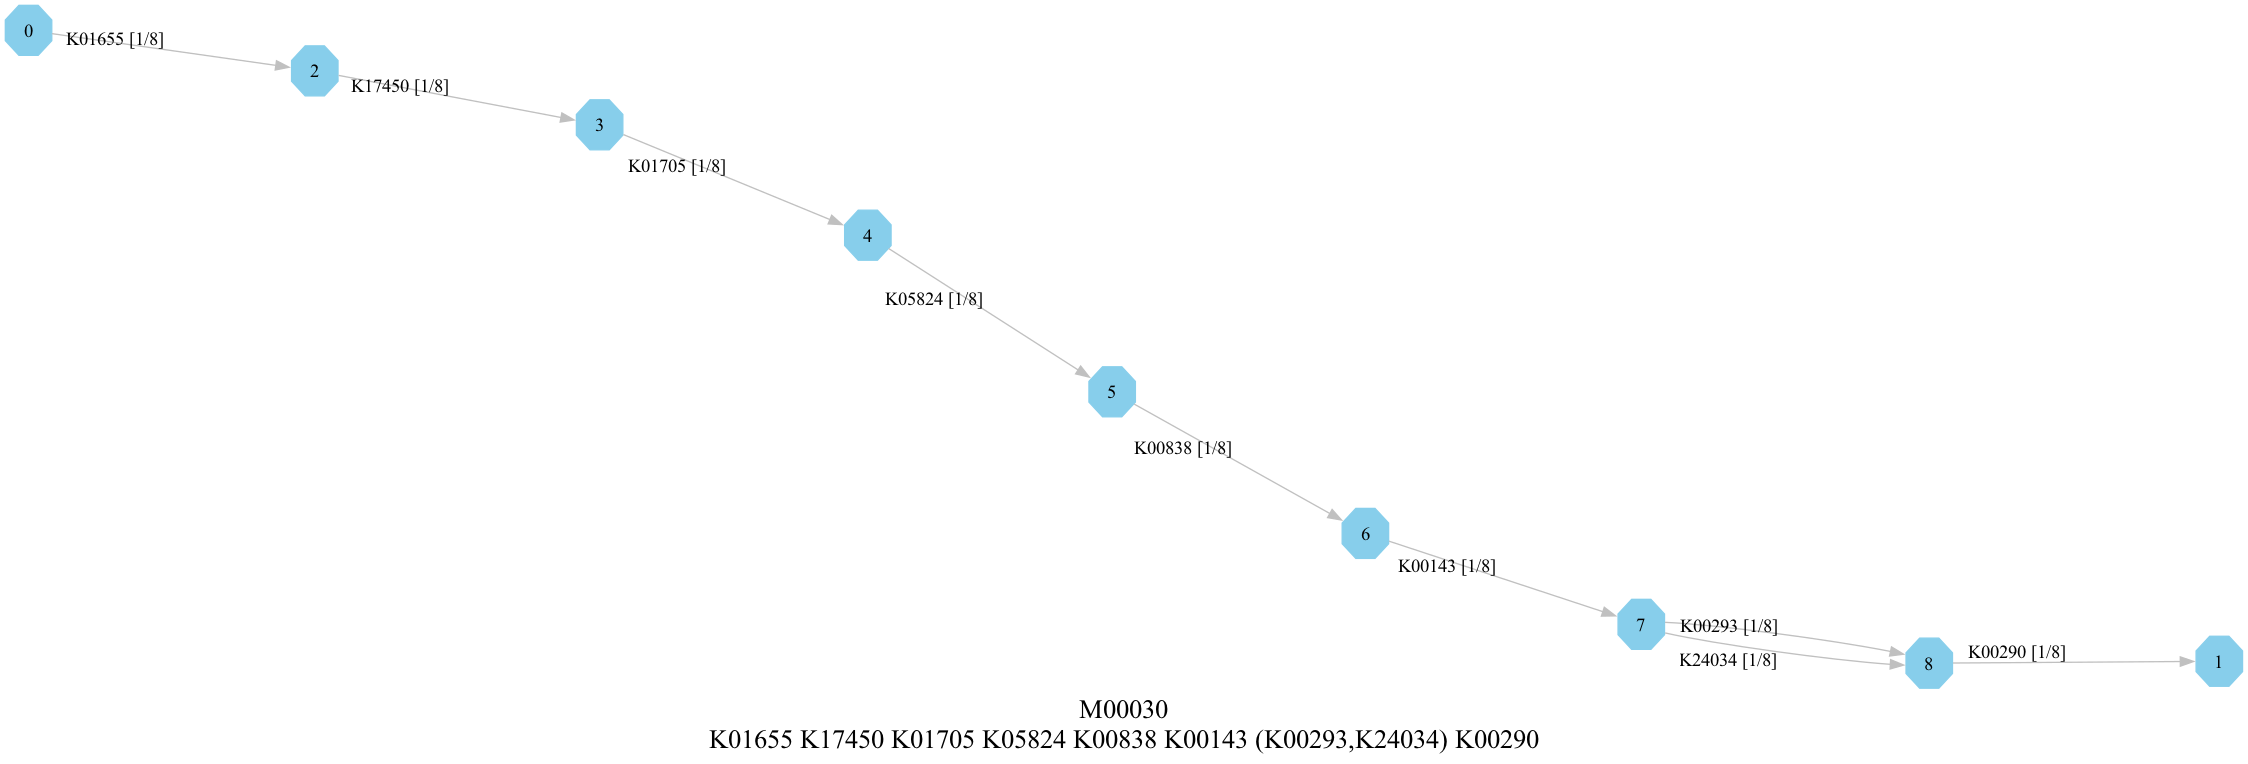 0
K01655 [1/8]
2
K17450 [1/8]
3
K01705 [1/8]
4
K05824 [1/8]
5
K00838 [1/8]
6
K00143 [1/8]
7
K00293 [1/8]
K24034 [1/8]
8
K00290 [1/8]
1
M00030
K01655 K17450 K01705 K05824 K00838 K00143 (K00293,K24034) K00290